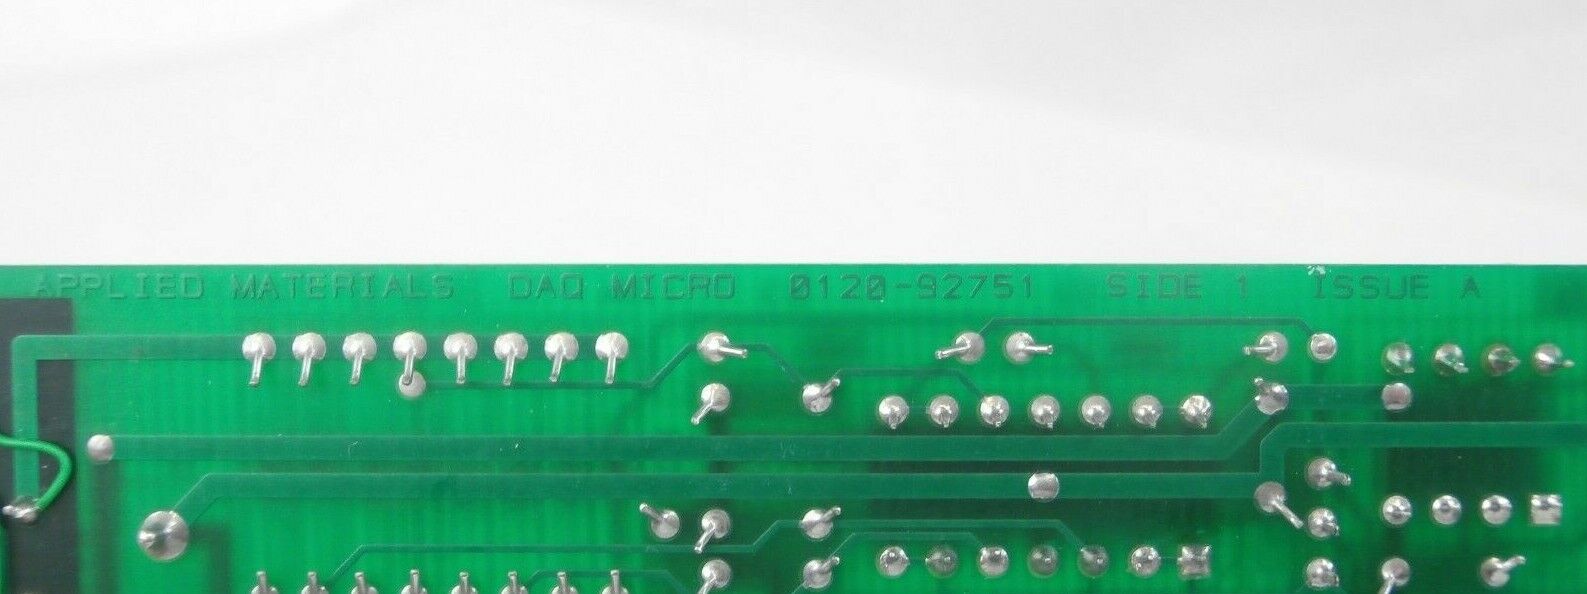 APPLIED MATERIALS DAQ MICRO 0120-92751 SIDE 1 ISSUE A